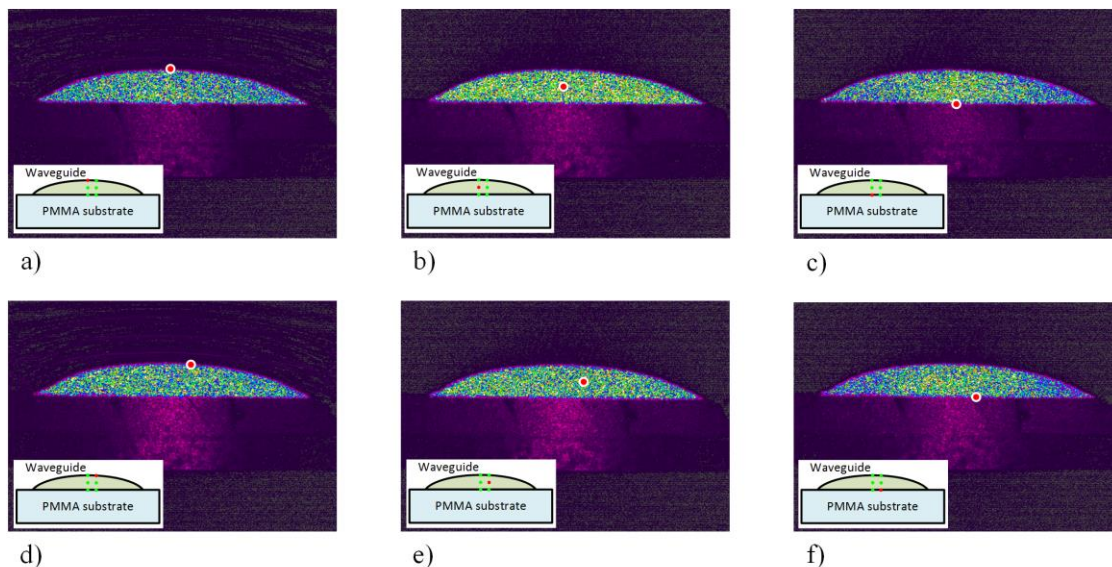 Waveguide
PMMA substrate
a)
Waveguide
PMMA substrate
b)
Waveguide
PMMA substrate
c)
Waveguide
PMMA substrate
d)
Waveguide
PMMA substrate
e)
Waveguide
PMMA substrate
f)